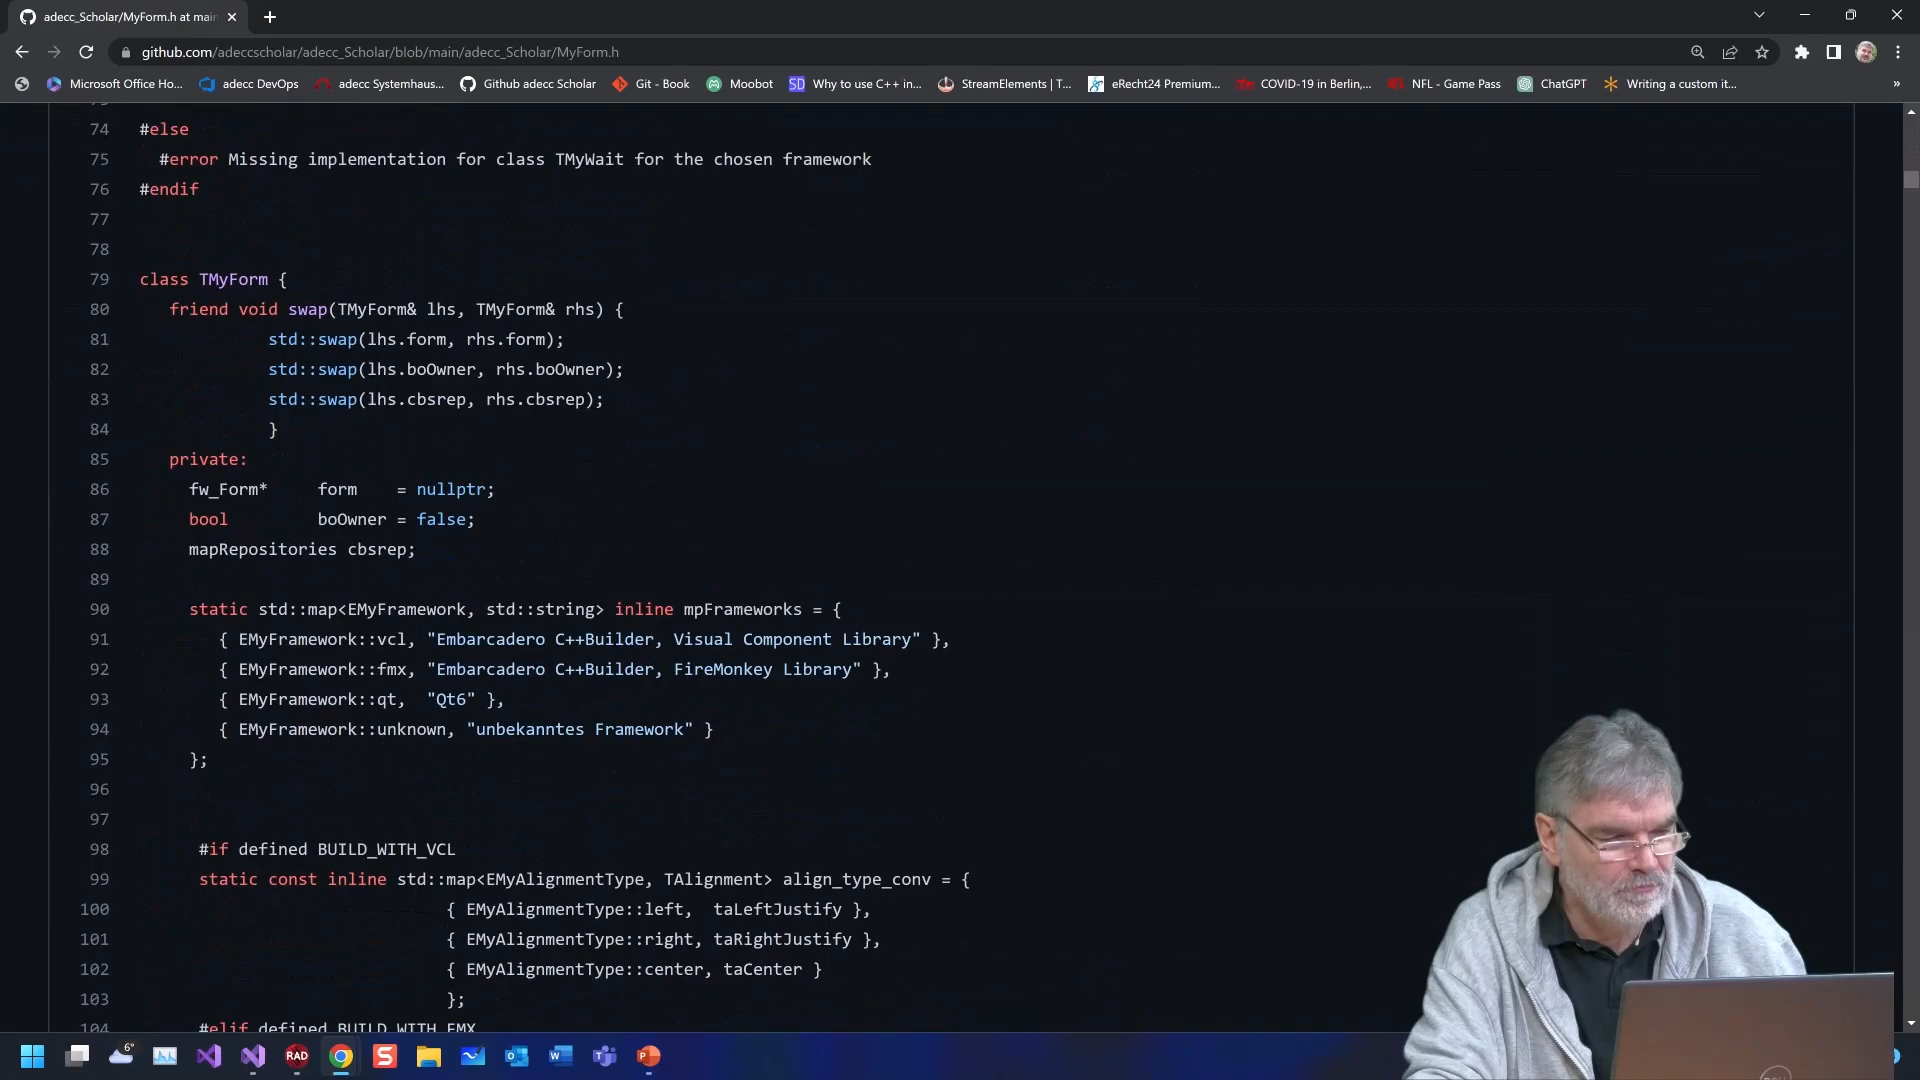 adecc_Scholar/MyForm.h at main
github.com/adeccscholar/adecc_Scholar/blob/main/adecc_Scholar/MyForm.h
Microsoft Office Ho... adecc DevOps adecc Systemhaus... Github adecc Scholar Git - Book Moobot SD Why to use C++ in... StreamElements | T... eRecht24 Premium... COVID-19 in Berlin,... NFL - Game Pass ChatGPT Writing a custom it... »
74 #else
75 #error Missing implementation for class TMyWait for the chosen framework
76 #endif
77
78
79 class TMyForm {
80 friend void swap(TMyForm& lhs, TMyForm& rhs) {
81 std::swap(lhs.form, rhs.form);
82 std::swap(lhs.boOwner, rhs.boOwner);
83 std::swap(lhs.cbsrep, rhs.cbsrep);
84 }
85 private:
86 fw_Form* form = nullptr;
87 bool boOwner = false;
88 mapRepositories cbsrep;
89
90 static std::map<EMyFramework, std::string> inline mpFrameworks = {
91 { EMyFramework::vcl, "Embarcadero C++Builder, Visual Component Library" },
92 { EMyFramework::fmx, "Embarcadero C++Builder, FireMonkey Library" },
93 { EMyFramework::qt, "Qt6" },
94 { EMyFramework::unknown, "unbekanntes Framework" }
95 };
96
97
98 #if defined BUILD_WITH_VCL
99 static const inline std::map<EMyAlignmentType, TAlignment> align_type_conv = {
100 { EMyAlignmentType::left, taLeftJustify },
101 { EMyAlignmentType::right, taRightJustify },
102 { EMyAlignmentType::center, taCenter }
103 };
104 #elif defined BUILD_WITH_FMX
6°
RAD